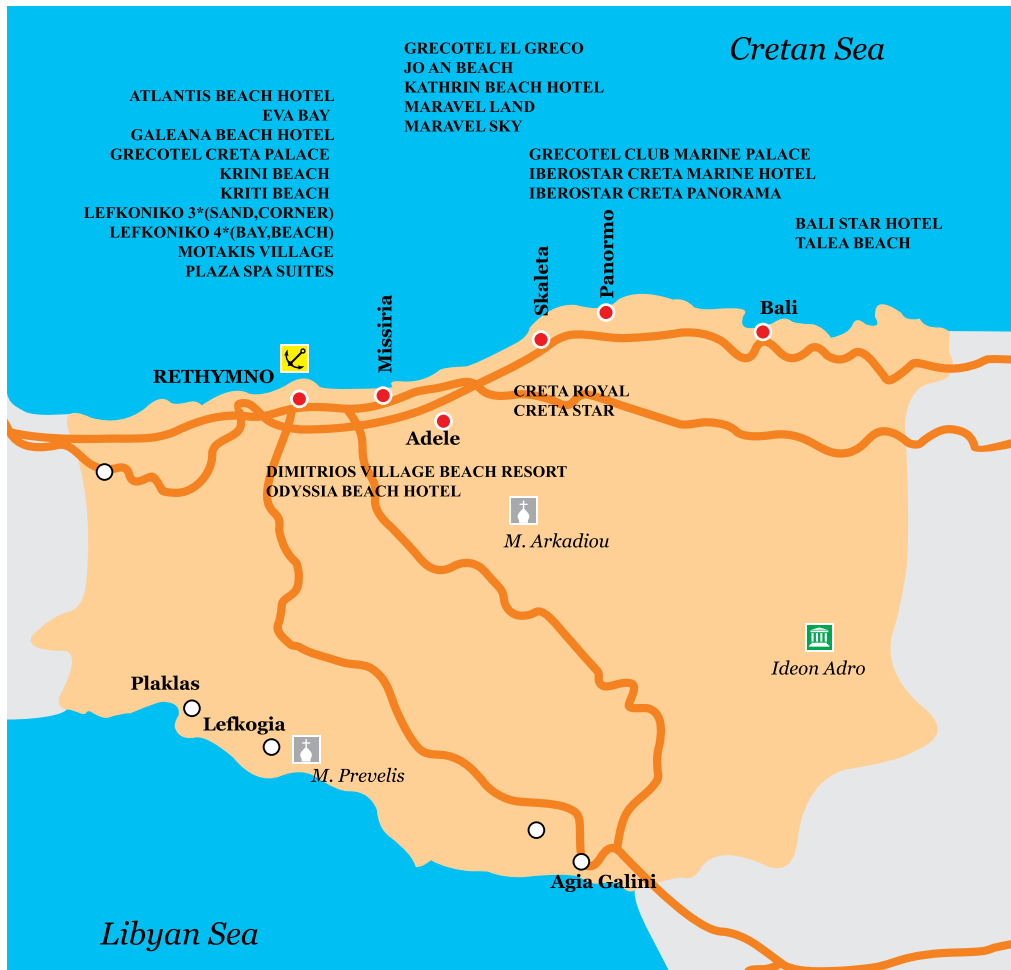 Cretan Sea
GRECOTEL EL GRECO
JO AN BEACH
KATHRIN BEACH HOTEL
MARAVEL LAND
MARAVEL SKY
ATLANTIS BEACH HOTEL
EVA BAY
GALEANA BEACH HOTEL
GRECOTEL CRETA PALACE
KRINI BEACH
KRITI BEACH
LEFKONIKO 3*(SAND,CORNER)
LEFKONIKO 4*(BAY,BEACH)
MOTAKIS VILLAGE
PLAZA SPA SUITES
GRECOTEL CLUB MARINE PALACE
IBEROSTAR CRETA MARINE HOTEL
IBEROSTAR CRETA PANORAMA
BALI STAR HOTEL
TALEA BEACH
Panormo
Skaleta
Missiria
Bali
RETHYMNO
CRETA ROYAL
CRETA STAR
Adele
DIMITRIOS VILLAGE BEACH RESORT
ODYSSIA BEACH HOTEL
M. Arkadiou
Ideon Adro
Plaklas
Lefkogia
M. Prevelis
Agia Galini
Libyan Sea